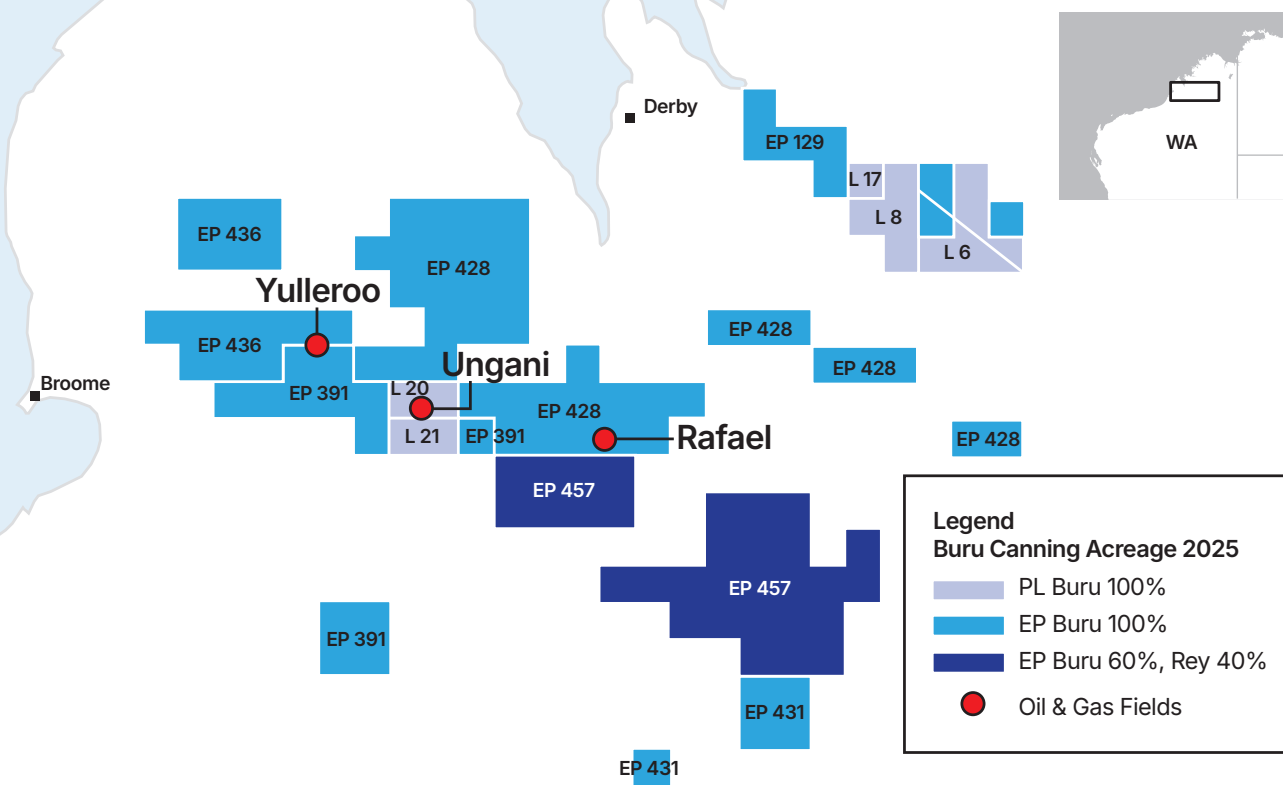 Derby
WA
EP 129
L 17
L 8
L 6
EP 436
EP 428
Yulleroo
EP 436
EP 428
EP 428
Ungani
Broome
EP 391
L 20
EP 428
L 21
EP 391
Rafael
EP 428
EP 457
EP 457
EP 391
EP 431
EP 431
Legend
Buru Canning Acreage 2025
PL Buru 100%
EP Buru 100%
EP Buru 60%, Rey 40%
Oil & Gas Fields